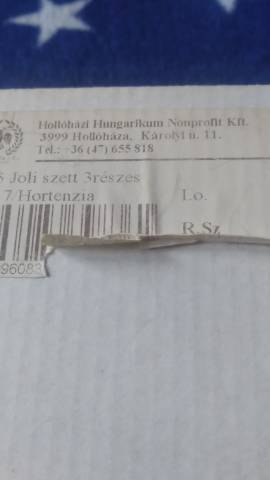 Hollóházi Hungarikum Nonprofit Kft.
3999 Hollóháza, Károlyi u. 11.
Tel.: +36 (47) 655 818
Joli szett 3részes
7/Hortenzia I.o.
R.Sz
96083